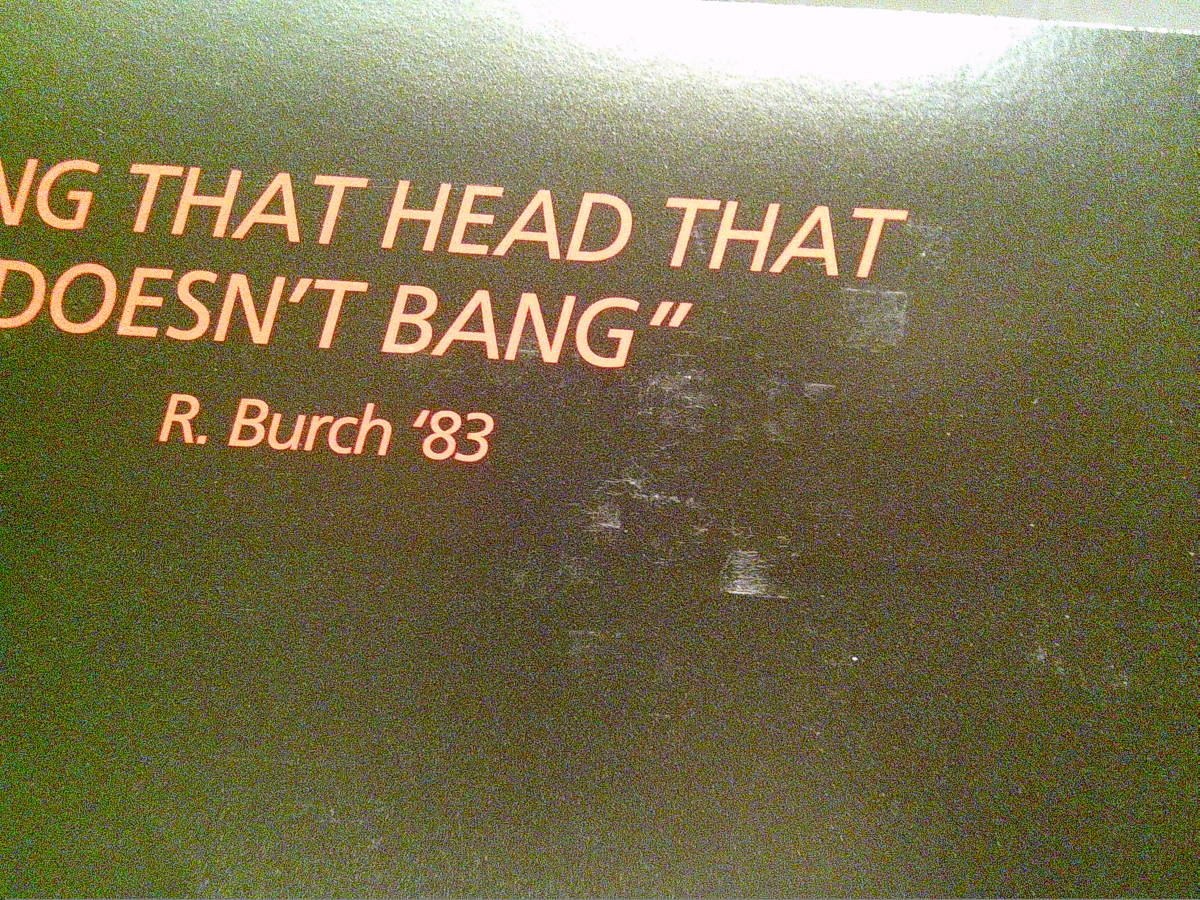 NG THAT HEAD THAT
DOESN'T BANG”
R. Burch ‘83